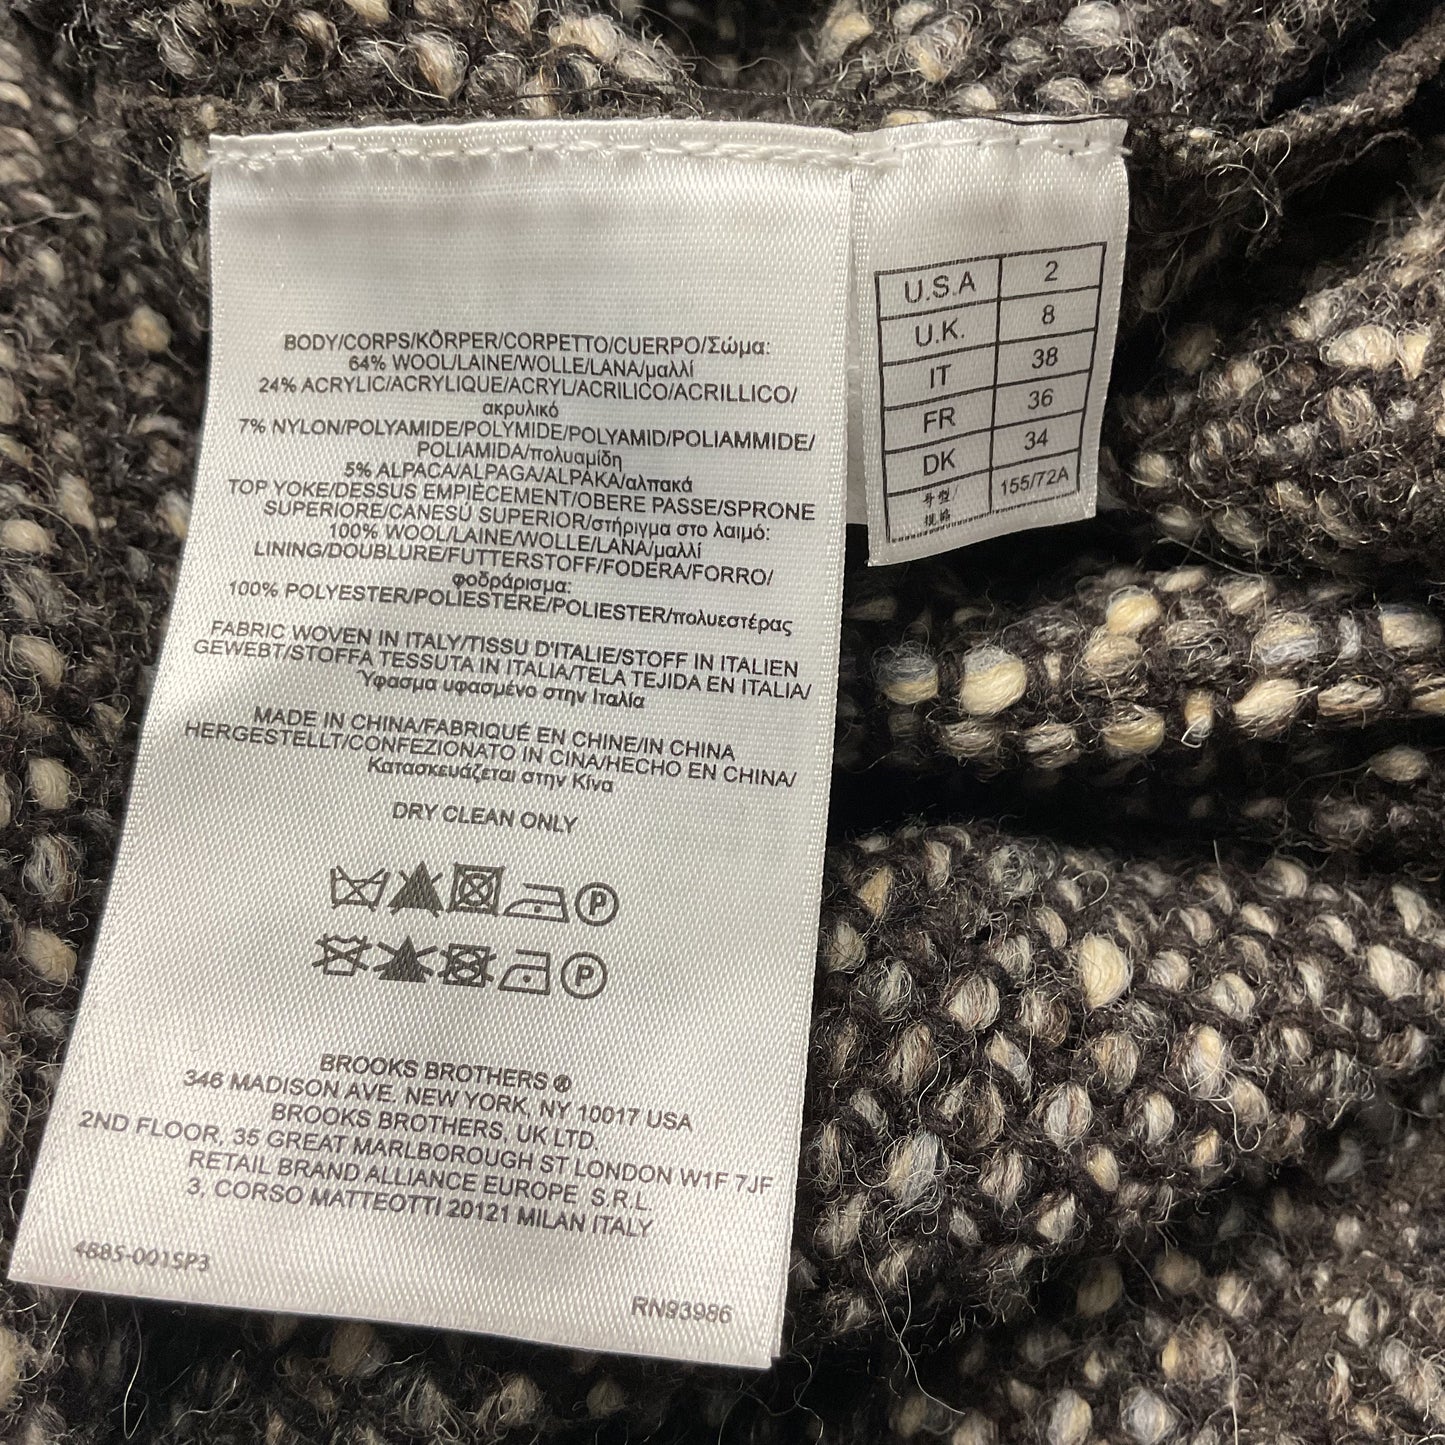 BODY/CORPS/KÖRPER/CORPETTO/CUERPO/Σώμα:
64% WOOL/LAINE/WOLLE/LANA/μαλλί
24% ACRYLIC/ACRYLIQUE/ACRYL/ACRILICO/ACRILLICO/
ακρυλικό
7% NYLON/POLYAMIDE/POLYMIDE/POLYAMID/POLIAMMIDE/
POLIAMIDA/πολυαμίδη
5% ALPACA/ALPAGA/ALPAKA/αλπακά
TOP YOKE/DESSUS EMPIÈCEMENT/OBERE PASSE/SPRONE
SUPERIORE/CANESÚ SUPERIOR/στήριγμα στο λαιμό:
100% WOOL/LAINE/WOLLE/LANA/μαλλί
LINING/DOUBLURE/FUTTERSTOFF/FODERA/FORRO/
φοδράρισμα:
100% POLYESTER/POLIESTERE/POLIESTER/πολυεστέρας
FABRIC WOVEN IN ITALY/TISSU D'ITALIE/STOFF IN ITALIEN
GEWEBT/STOFFA TESSUTA IN ITALIA/TELA TEJIDA EN ITALIA/
Ύφασμα υφασμένο στην Ιταλία
MADE IN CHINA/FABRIQUÉ EN CHINE/IN CHINA
HERGESTELLT/CONFEZIONATO IN CINA/HECHO EN CHINA/
Κατασκευάζεται στην Κίνα
DRY CLEAN ONLY
P
P
BROOKS BROTHERS ®
346 MADISON AVE, NEW YORK, NY 10017 USA
BROOKS BROTHERS, UK LTD.
2ND FLOOR, 35 GREAT MARLBOROUGH ST LONDON W1F 7JF
RETAIL BRAND ALLIANCE EUROPE S.R.L.
3, CORSO MATTEOTTI 20121 MILAN ITALY
4885-001SP3
RN93986
U.S.A 2
U.K. 8
IT 38
FR 36
DK 34
号型/ 155/72A
规格